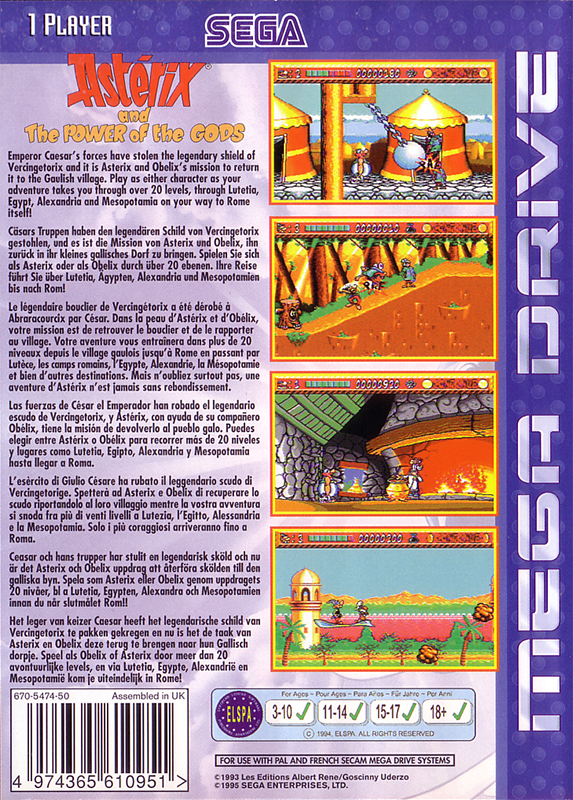 1 PLAYER
SEGA
Astérix
and
The POWER of the GODS
Emperor Caesar's forces have stolen the legendary shield of
Vercingetorix and it is Asterix and Obelix's mission to return
it to the Gaulish village. Play as either character as your
adventure takes you through over 20 levels, through Lutetia,
Egypt, Alexandria and Mesopotamia on your way to Rome
itself!
Cäsars Truppen haben den legendären Schild von Vercingetorix
gestohlen, und es ist die Mission von Asterix und Obelix, ihn
zurück in ihr kleines gallisches Dorf zu bringen. Spielen Sie sich
als Asterix oder als Obelix durch über 20 ebenen. Ihre Reise
führt Sie über Lutetia, Ägypten, Alexandria und Mesopotamien
bis nach Rom!
Le légendaire bouclier de Vercingétorix a été dérobé à
Abraracourcix par César. Dans la peau d'Astérix et d'Obélix,
votre mission est de retrouver le bouclier et de le rapporter
au village. Votre aventure vous entraînera dans plus de 20
niveaux depuis le village gaulois jusqu'à Rome en passant par
Lutèce, les camps romains, l'Egypte, Alexandrie, la Mésopotamie
et bien d'autres destinations. Mais n'oubliez surtout pas, une
aventure d'Astérix n'est jamais sans rebondissement.
Las fuerzas de César el Emperador han robado el legendario
escudo de Vercingetorix, y Astérix, con ayuda de su compañero
Obélix, tiene la misión de devolverlo al pueblo galo. Puedes
elegir entre Astérix o Obélix para recorrer más de 20 niveles
y lugares como Lutetia, Egipto, Alexandria y Mesopotamia
hasta llegar a Roma.
L'esèrcito di Giulio Césare ha rubato il leggendario scudo di
Vercingetorige. Spetterà ad Asterix e Obelix di recuperare lo
scudo riportandolo al loro villaggio mentre la vostra avventura
si snoda fra più di venti livelli a Lutezia, l'Egitto, Alessandria
e la Mesopotamia. Solo i più coraggiosi arriveranno fino a
Roma.
Ceasar och hans trupper har stulit en legendarisk sköld och nu
är det Asterix och Obelix uppdrag att återföra skölden till den
galliska byn. Spela som Asterix eller Obelix genom uppdragets
20 nivåer, bl a Lutetia, Egypten, Alexandra och Mesopotamien
innan du når slutmålet Rom!!
Het leger van keizer Caesar heeft het legendarische schild van
Vercingetorix te pakken gekregen en nu is het de taak van
Asterix en Obelix deze terug te brengen naar hun Gallisch
dorpje. Speel als Obelix of Asterix door meer dan 20
avontuurlijke levels, en via Lutetia, Egypte, Alexandrië en
Mesopotamië kom je uiteindelijk in Rome!
670-5474-50
Assembled in UK
4 974365 610951 >
ELSPA
For Ages – Pour Ages – Para Años – Für Jahre – Per Anni
3-10
11-14
15-17
18+
© 1994, ELSPA. ALL RIGHTS RESERVED
FOR USE WITH PAL AND FRENCH SECAM MEGA DRIVE SYSTEMS
©1993 Les Editions Albert Rene/Goscinny Uderzo
©1995 SEGA ENTERPRISES, LTD.
MEGA DRIVE